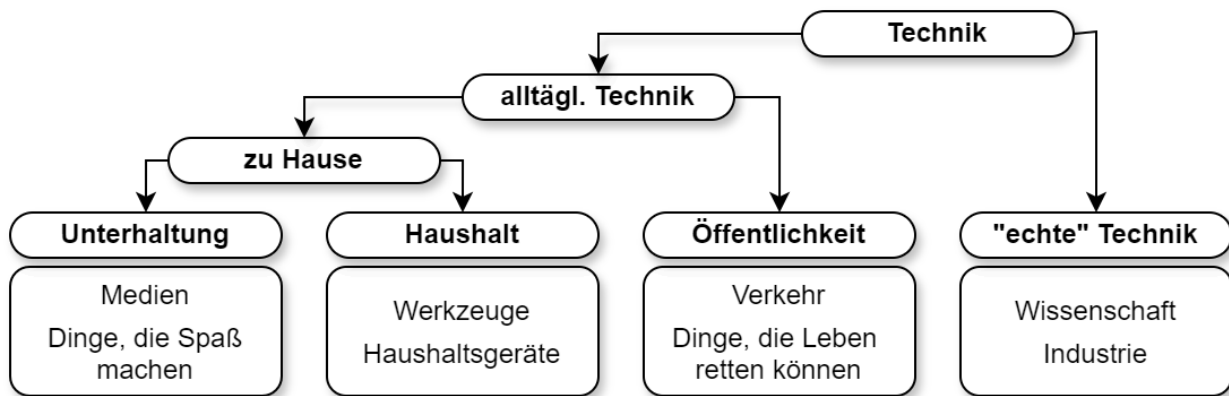 Technik
alltägl. Technik
zu Hause
Unterhaltung
Haushalt
Öffentlichkeit
"echte" Technik
Medien
Dinge, die Spaß
machen
Werkzeuge
Haushaltsgeräte
Verkehr
Dinge, die Leben
retten können
Wissenschaft
Industrie